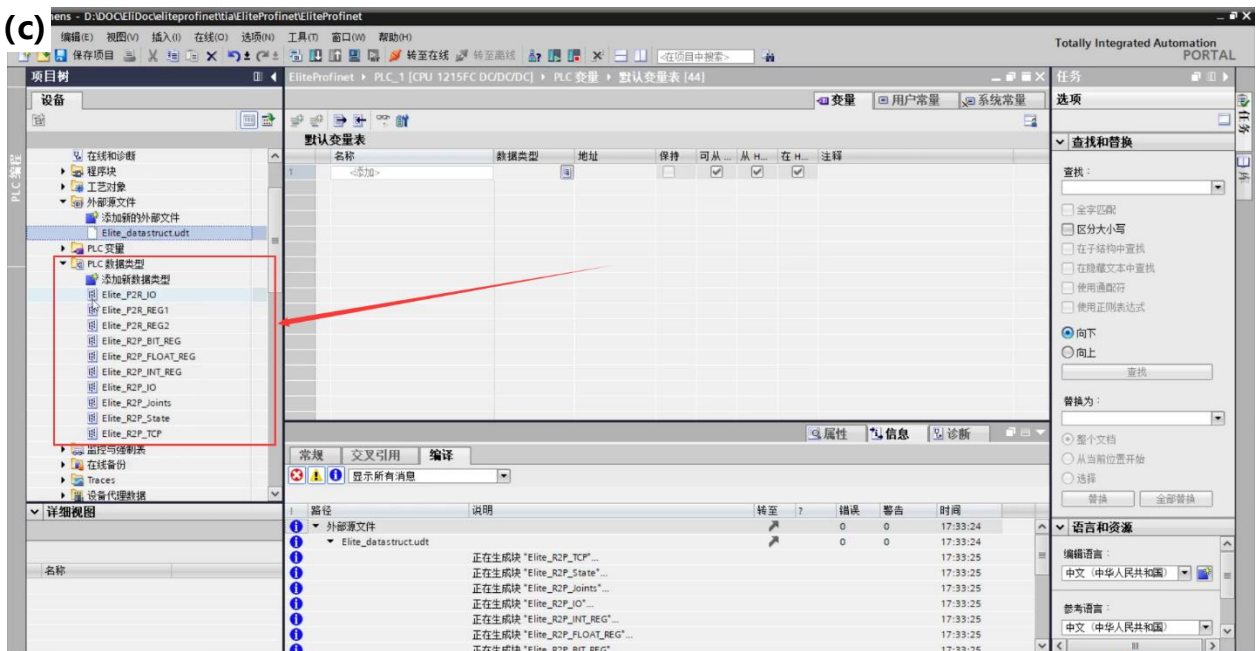 (c)
mens - D:\DOC\EliDoc\eliteprofinet\tia\EliteProfinet\EliteProfinet
编辑(E) 视图(V) 插入(I) 在线(O) 选项(N) 工具(T) 窗口(W) 帮助(H)
Totally Integrated Automation
PORTAL
保存项目 转至在线 转至离线 <在项目中搜索>
项目树
EliteProfinet ▸ PLC_1 [CPU 1215FC DC/DC/DC] ▸ PLC 变量 ▸ 默认变量表 [44]
任务
设备
变量 用户常量 系统常量
选项
默认变量表
名称 数据类型 地址 保持 可从... 从 H... 在 H... 注释
1 <添加>
PLC 编程
在线和诊断
程序块
工艺对象
外部源文件
添加新的外部文件
Elite_datastruct.udt
PLC 变量
PLC 数据类型
添加新数据类型
Elite_P2R_IO
Elite_P2R_REG1
Elite_P2R_REG2
Elite_R2P_BIT_REG
Elite_R2P_FLOAT_REG
Elite_R2P_INT_REG
Elite_R2P_IO
Elite_R2P_Joints
Elite_R2P_State
Elite_R2P_TCP
监控与强制表
在线备份
Traces
设备代理数据
详细视图
名称
属性 信息 诊断
常规 交叉引用 编译
显示所有消息
! 路径 说明 转至 ? 错误 警告 时间
外部源文件 0 0 17:33:24
Elite_datastruct.udt 0 0 17:33:24
正在生成块 "Elite_R2P_TCP"... 17:33:25
正在生成块 "Elite_R2P_State"... 17:33:25
正在生成块 "Elite_R2P_Joints"... 17:33:25
正在生成块 "Elite_R2P_IO"... 17:33:25
正在生成块 "Elite_R2P_INT_REG"... 17:33:25
正在生成块 "Elite_R2P_FLOAT_REG"... 17:33:25
正在生成块 "Elite_R2P_BIT_REG"... 17:33:25
查找和替换
查找:
全字匹配
区分大小写
在子结构中查找
在隐藏文本中查找
使用通配符
使用正则表达式
向下
向上
查找
替换为:
整个文档
从当前位置开始
选择
替换 全部替换
语言和资源
编辑语言:
中文（中华人民共和国）
参考语言:
中文（中华人民共和国）
任务
库